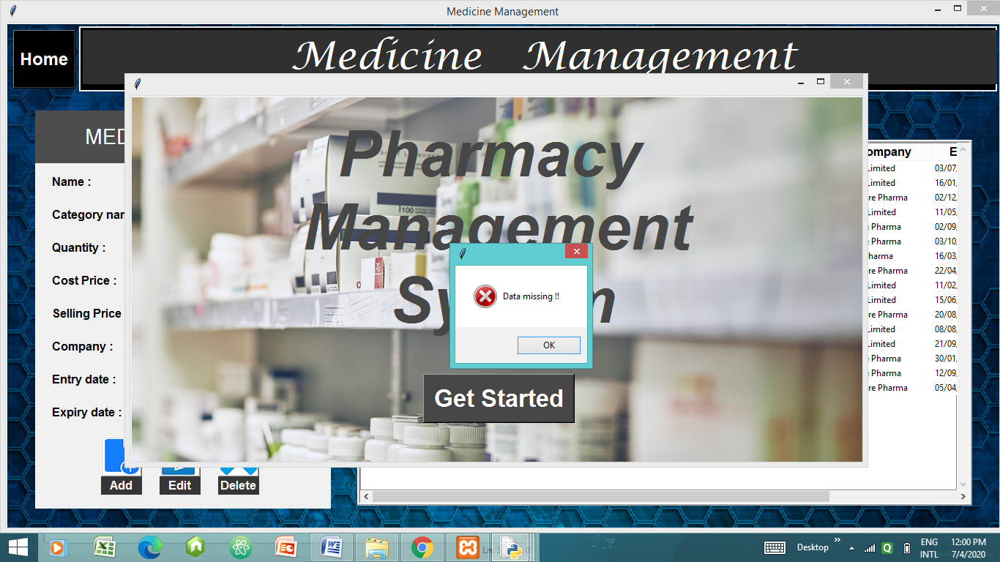 Medicine Management
Home
Medicine Management
MED
Name :
Category nar
Quantity :
Cost Price :
Selling Price
Company :
Entry date :
Expiry date :
Add
Edit
Delete
Pharmacy
Management
Sy
Data missing !!
OK
Get Started
ompany E
Limited 03/07,
Limited 16/01,
re Pharma 02/12,
Limited 11/05,
e Pharma 02/09,
e Pharma 03/10,
harma 16/03,
re Pharma 22/04,
Limited 11/02,
Limited 15/06,
re Pharma 20/08,
Limited 08/08,
Limited 21/09,
e Pharma 30/01,
e Pharma 12/09,
re Pharma 05/04,
Desktop
ENG
INTL
12:00 PM
7/4/2020